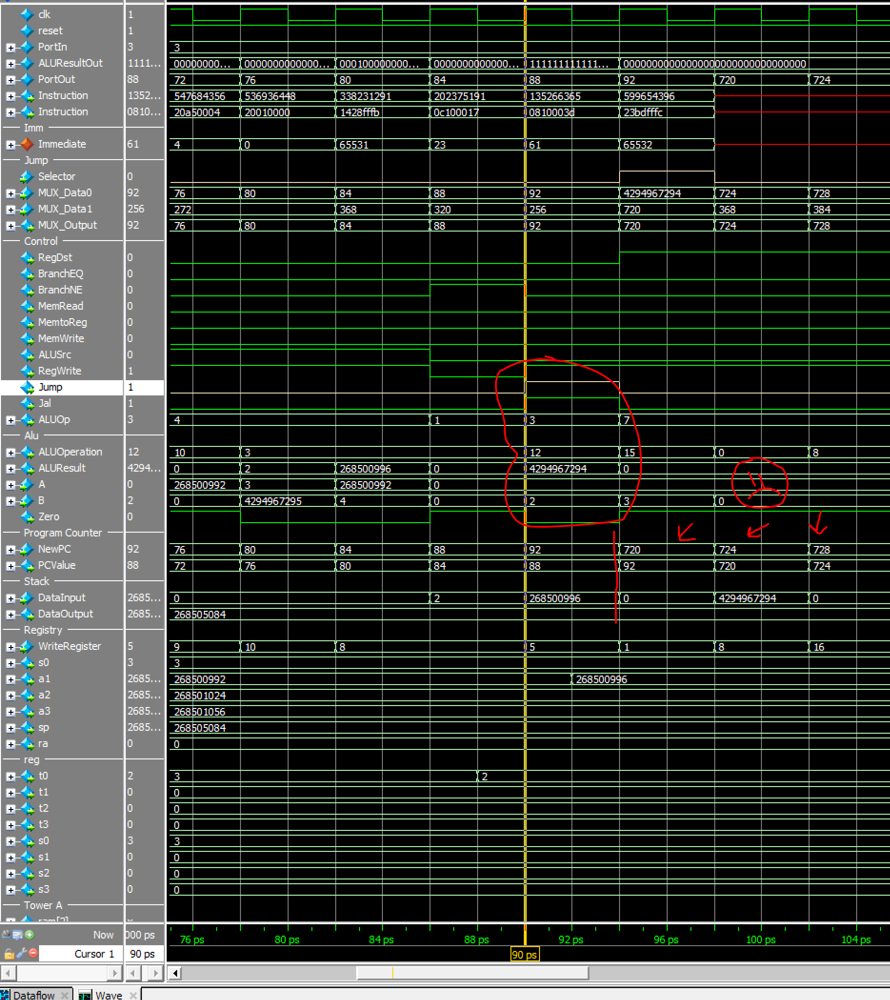 clk 1
reset 1
PortIn 3 3
ALUResultOut 1111... 00000000... 0000000000000... 000100000000... 0000000000000... 111111111111... 00000000000000000000000000000000
PortOut 88 72 76 80 84 88 92 720 724
Instruction 1352... 547684356 536936448 338231291 202375191 135266365 599654396
Instruction 0810... 20a50004 20010000 1428fffb 0c100017 0810003d 23bdfffc
Imm
Immediate 61 4 0 65531 23 61 65532
Jump
Selector 0
MUX_Data0 92 76 80 84 88 92 4294967294 724 728
MUX_Data1 256 272 368 320 256 720 368 384
MUX_Output 92 76 80 84 88 92 720 724 728
Control
RegDst 0
BranchEQ 0
BranchNE 0
MemRead 0
MemtoReg 0
MemWrite 0
ALUSrc 0
RegWrite 1
Jump 1
Jal 1
ALUOp 3 4 1 3 7
Alu
ALUOperation 12 10 3 12 15 0 8
ALUResult 4294... 0 2 268500996 0 4294967294 0
A 0 268500992 3 268500992 0
B 2 0 4294967295 4 0 2 3 0
Zero 0
Program Counter
NewPC 92 76 80 84 88 92 720 724 728
PCValue 88 72 76 80 84 88 92 720 724
Stack
DataInput 2685... 0 2 268500996 0 4294967294 0
DataOutput 2685... 268505084
Registry
WriteRegister 5 9 10 8 5 1 8 16
s0 3 3
a1 2685... 268500992 268500996
a2 2685... 268501024
a3 2685... 268501056
sp 2685... 268505084
ra 0 0
reg
t0 2 3 2
t1 0 0
t2 0 0
t3 0 0
s0 3 3
s1 0 0
s2 0 0
s3 0 0
Tower A
ram[2]
Now 000 ps 76 ps 80 ps 84 ps 88 ps 92 ps 96 ps 100 ps 104 ps
Cursor 1 90 ps 90 ps
Dataflow Wave